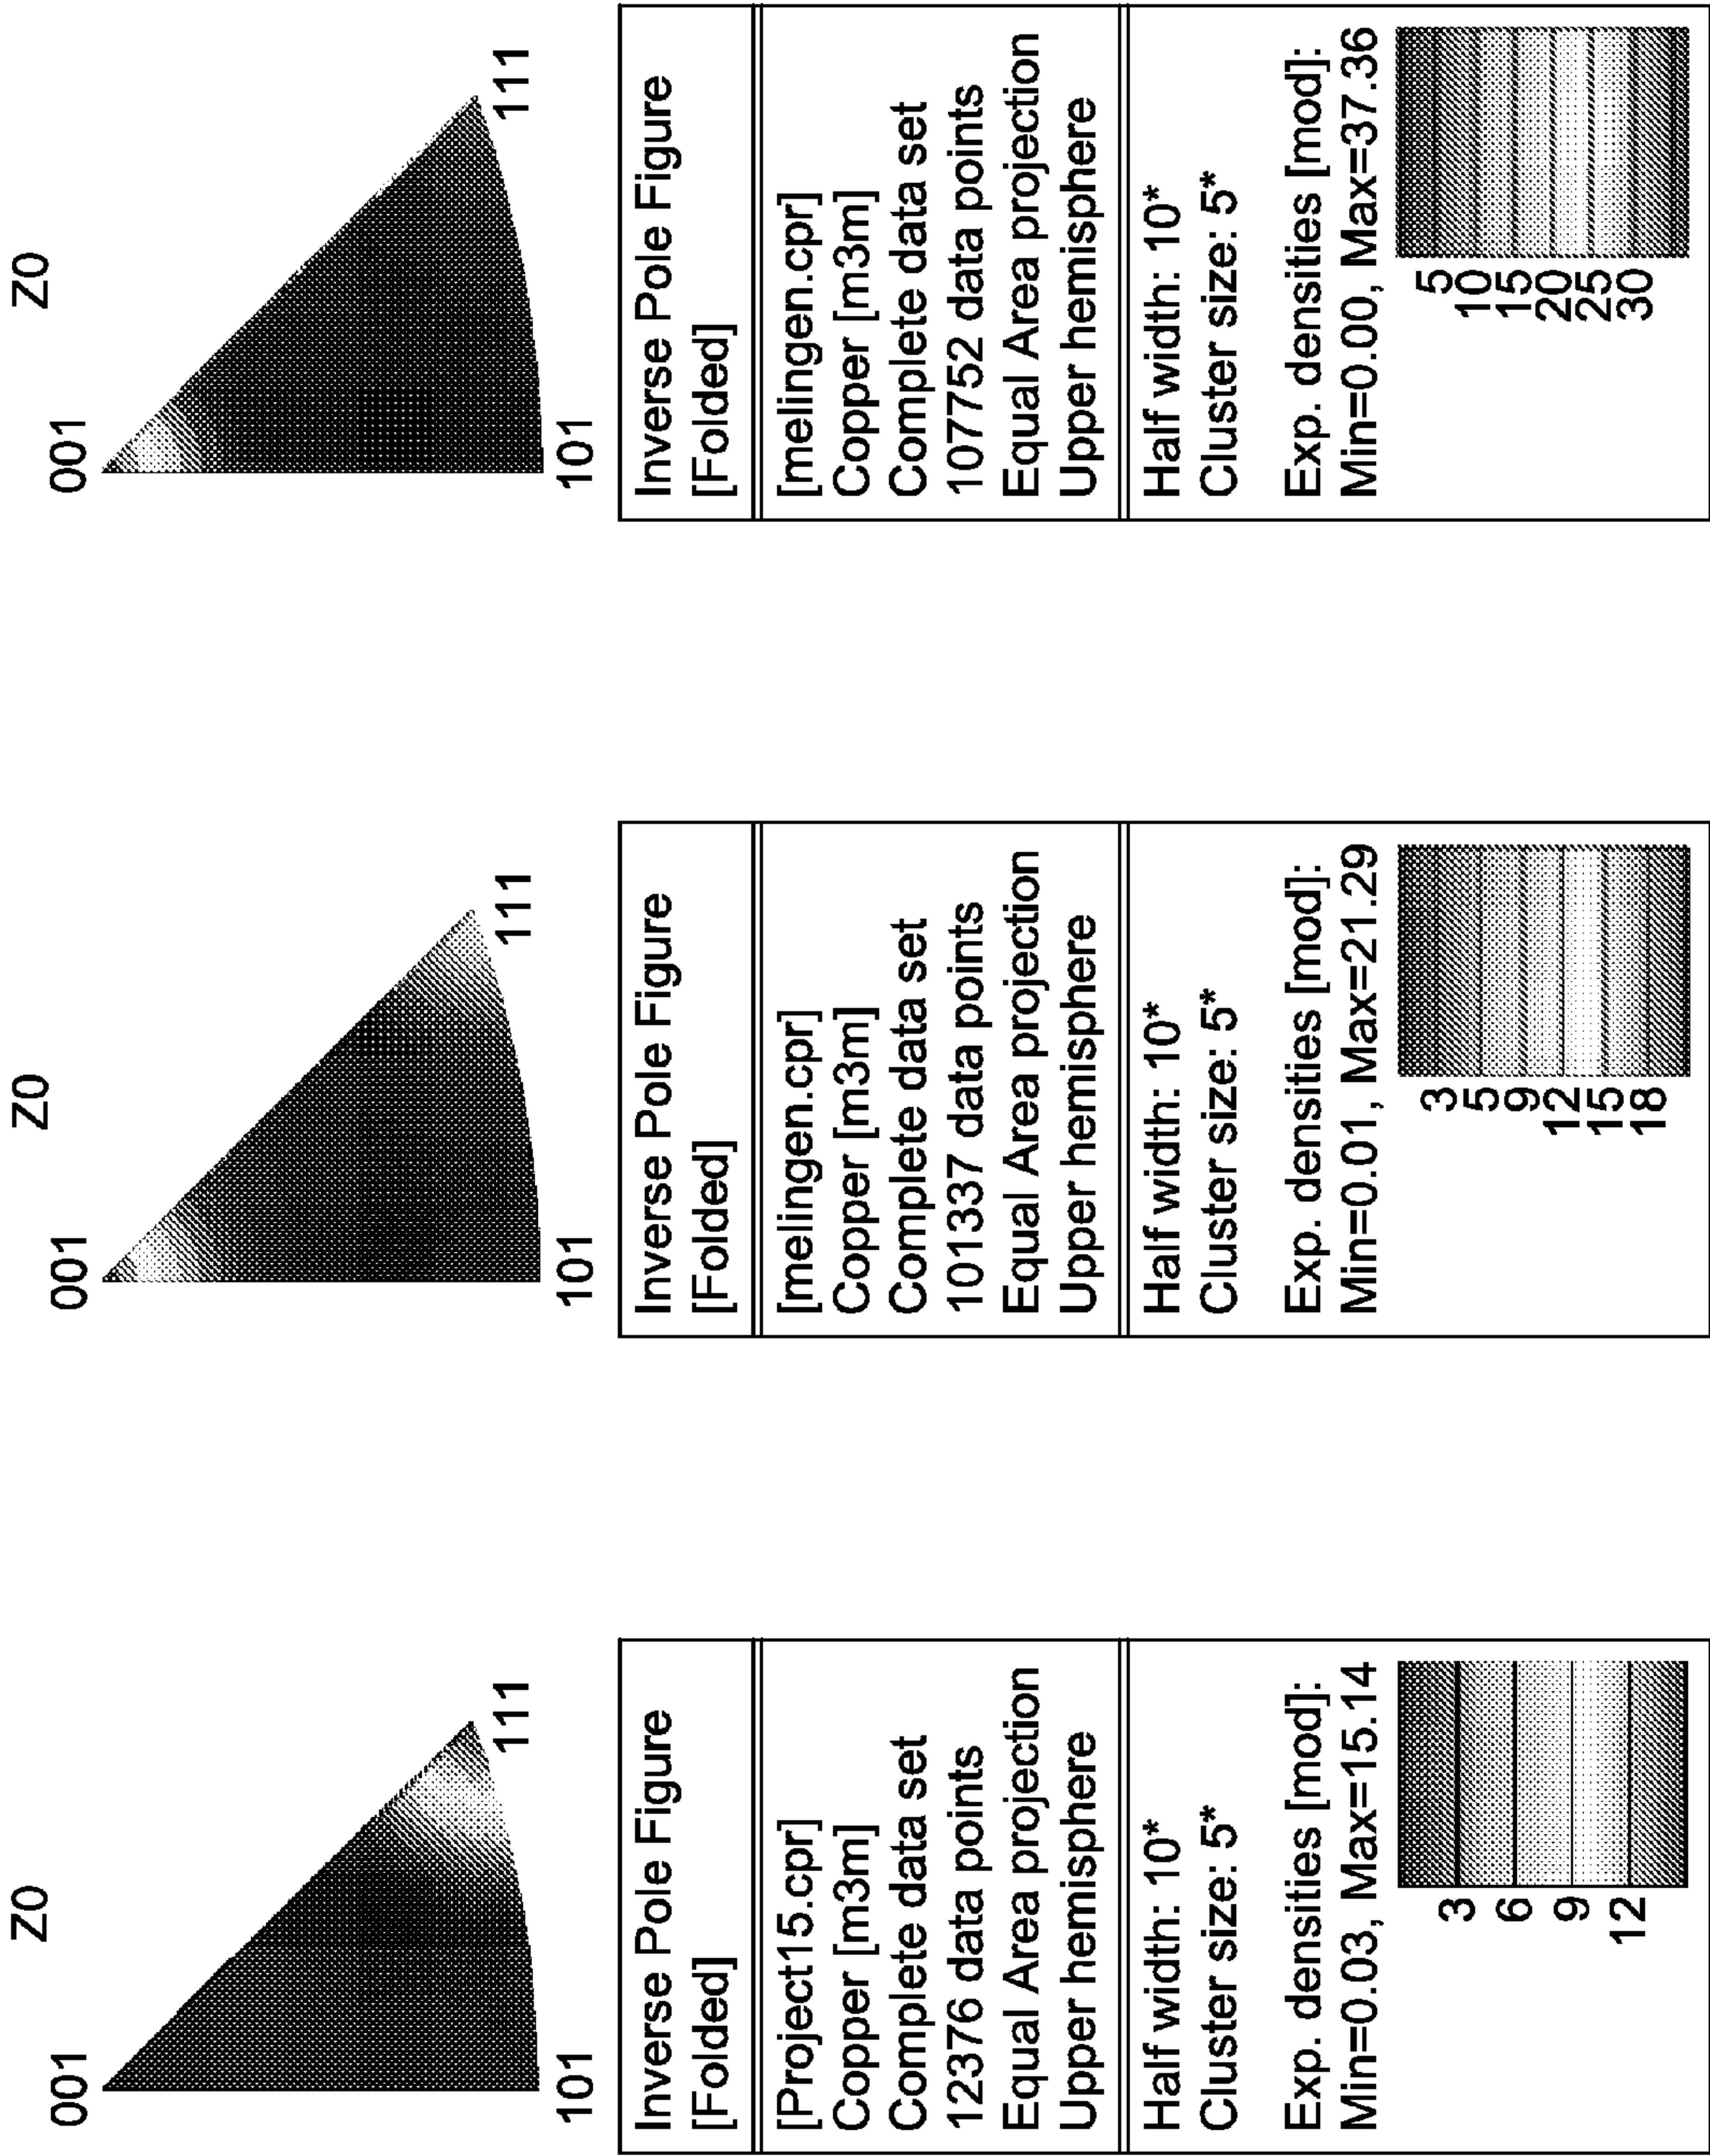 Z0
001
111
101
Inverse Pole Figure
[Folded]
[Project15.cpr]
Copper [m3m]
Complete data set
12376 data points
Equal Area projection
Upper hemisphere
Half width: 10*
Cluster size: 5*
Exp. densities [mod]:
Min=0.03, Max=15.14
3
6
9
12
Z0
001
111
101
Inverse Pole Figure
[Folded]
[melingen.cpr]
Copper [m3m]
Complete data set
101337 data points
Equal Area projection
Upper hemisphere
Half width: 10*
Cluster size: 5*
Exp. densities [mod]:
Min=0.01, Max=21.29
3
5
9
12
15
18
Z0
001
111
101
Inverse Pole Figure
[Folded]
[melingen.cpr]
Copper [m3m]
Complete data set
107752 data points
Equal Area projection
Upper hemisphere
Half width: 10*
Cluster size: 5*
Exp. densities [mod]:
Min=0.00, Max=37.36
5
10
15
20
25
30